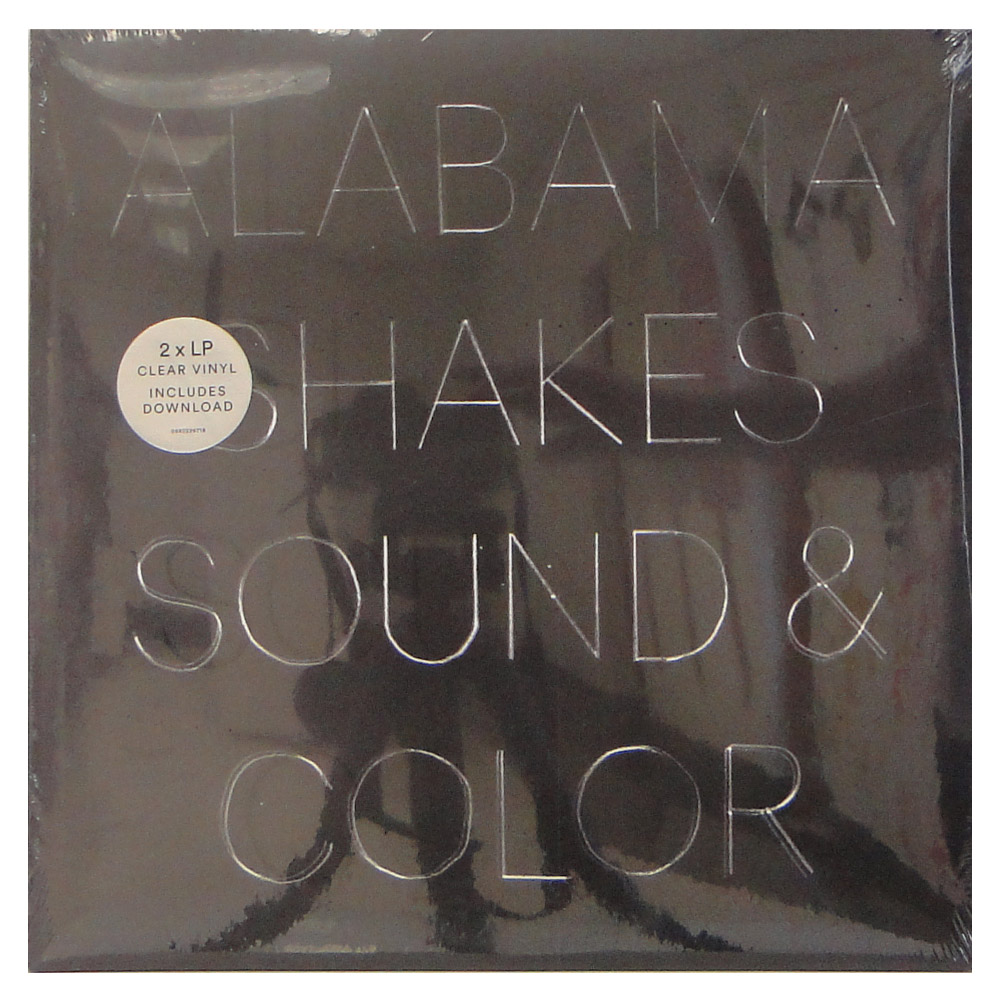 ALABAMA
SHAKES
SOUND &
COLOR
2 x LP
CLEAR VINYL
INCLUDES
DOWNLOAD